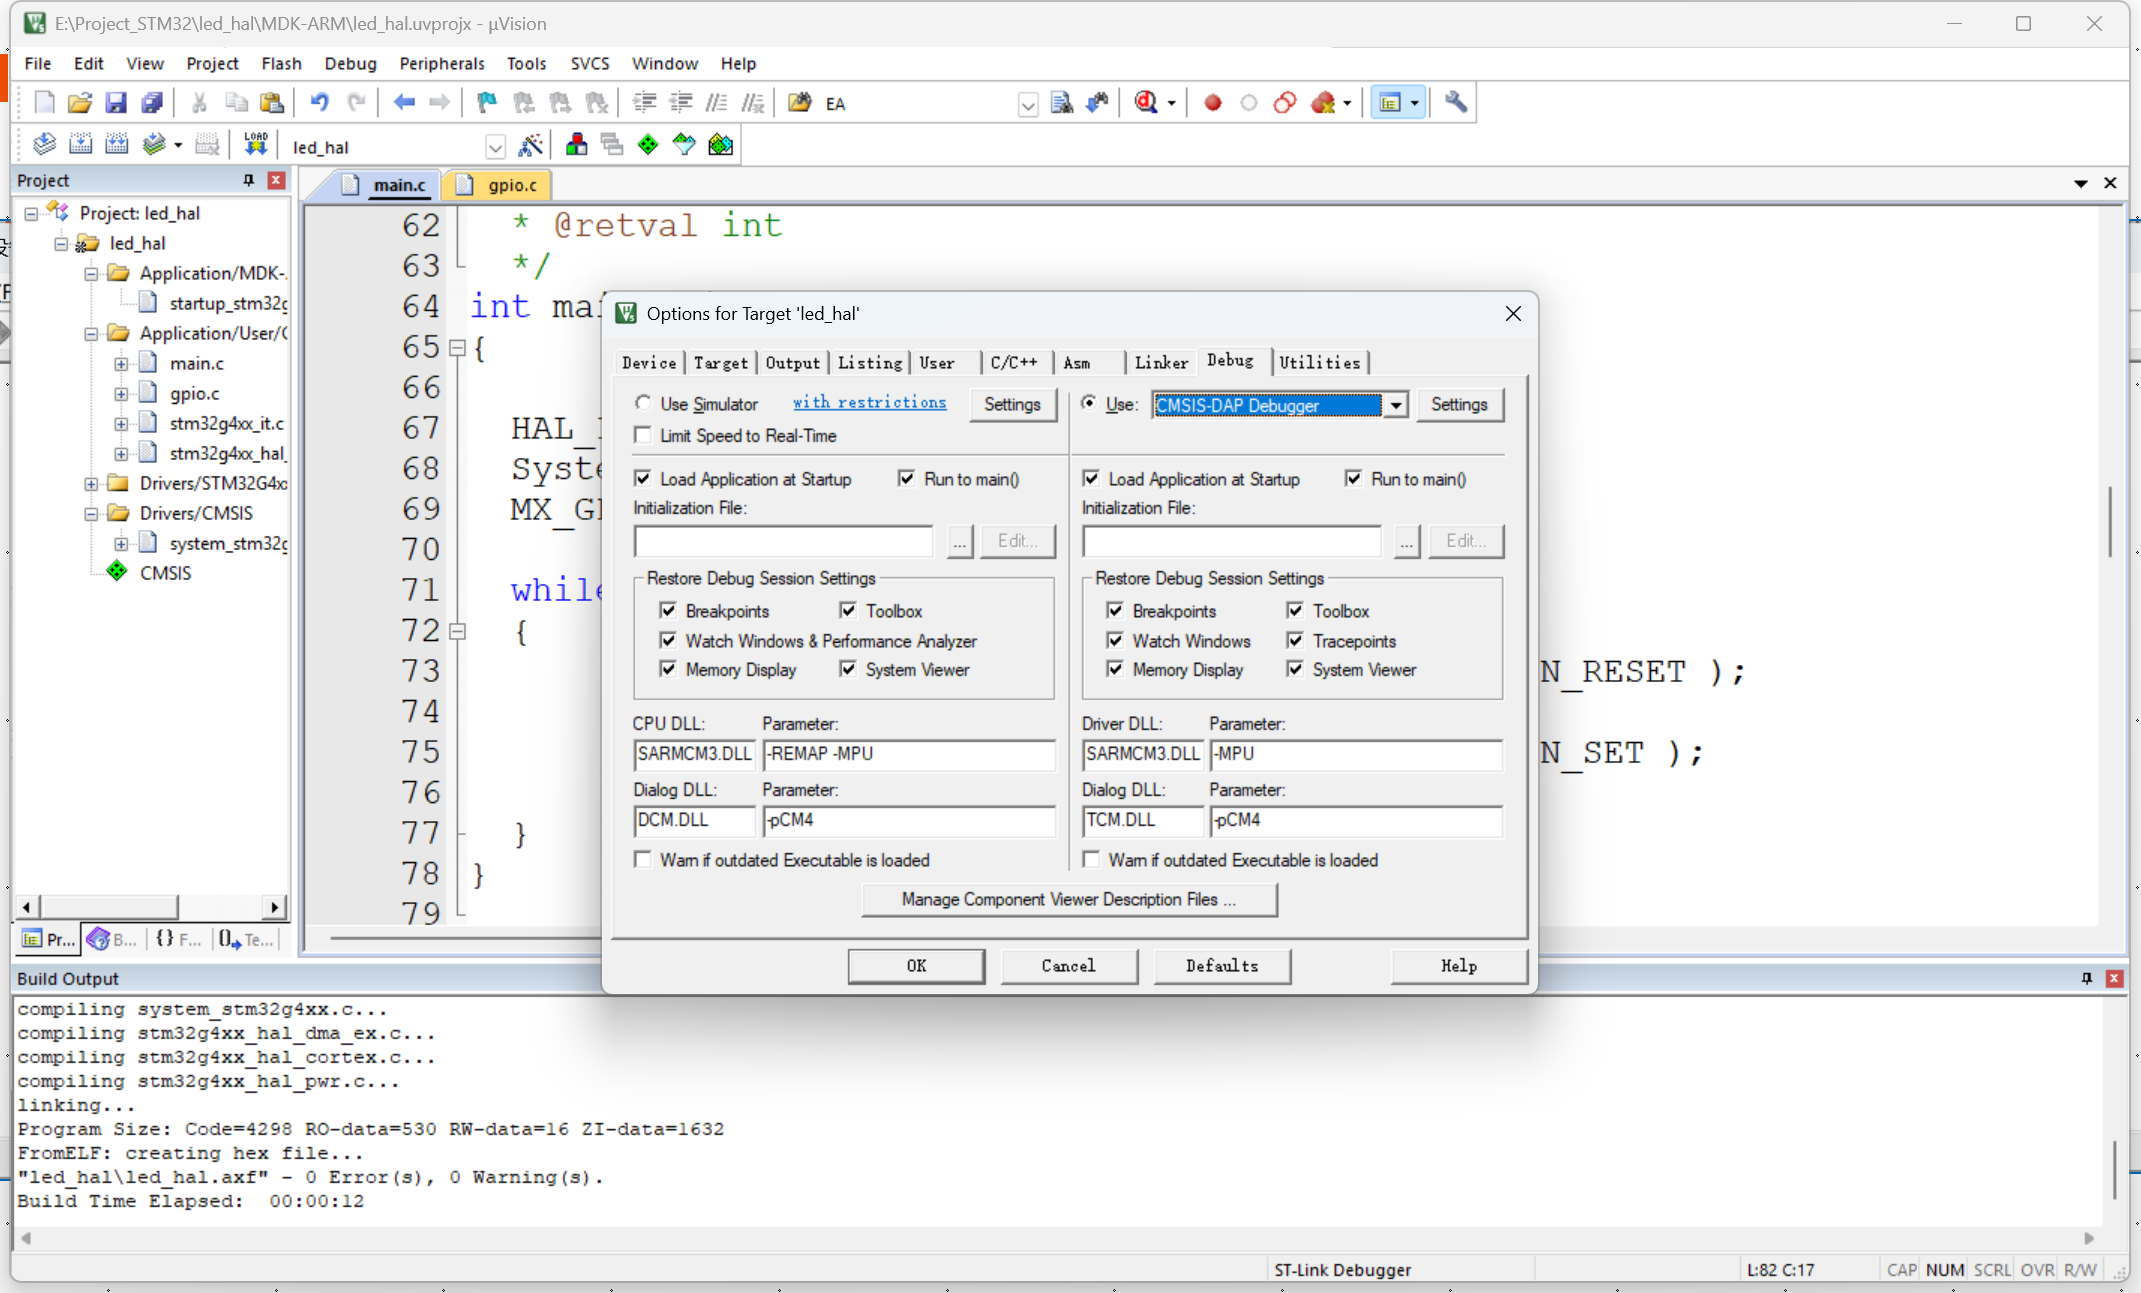 E:\Project_STM32\led_hal\MDK-ARM\led_hal.uvprojx - µVision
File Edit View Project Flash Debug Peripherals Tools SVCS Window Help
EA
LOAD led_hal
Project
main.c gpio.c
Project: led_hal
led_hal
Application/MDK-
startup_stm32g
Application/User/C
main.c
gpio.c
stm32g4xx_it.c
stm32g4xx_hal_
Drivers/STM32G4x
Drivers/CMSIS
system_stm32g
CMSIS
Pr... B... {} F... Te...
62 * @retval int
63 */
64 int mai
65 {
66
67 HAL_
68 Syste
69 MX_G
70
71 while
72 {
73 N_RESET );
74
75 N_SET );
76
77 }
78 }
79
Options for Target 'led_hal'
Device Target Output Listing User C/C++ Asm Linker Debug Utilities
Use Simulator with restrictions Settings
Use: CMSIS-DAP Debugger Settings
Limit Speed to Real-Time
Load Application at Startup Run to main()
Load Application at Startup Run to main()
Initialization File:
Initialization File:
... Edit...
... Edit...
Restore Debug Session Settings
Breakpoints Toolbox
Watch Windows & Performance Analyzer
Memory Display System Viewer
Restore Debug Session Settings
Breakpoints Toolbox
Watch Windows Tracepoints
Memory Display System Viewer
CPU DLL: Parameter:
SARMCM3.DLL -REMAP -MPU
Dialog DLL: Parameter:
DCM.DLL -pCM4
Warn if outdated Executable is loaded
Driver DLL: Parameter:
SARMCM3.DLL -MPU
Dialog DLL: Parameter:
TCM.DLL -pCM4
Warn if outdated Executable is loaded
Manage Component Viewer Description Files ...
OK Cancel Defaults Help
Build Output
compiling system_stm32g4xx.c...
compiling stm32g4xx_hal_dma_ex.c...
compiling stm32g4xx_hal_cortex.c...
compiling stm32g4xx_hal_pwr.c...
linking...
Program Size: Code=4298 RO-data=530 RW-data=16 ZI-data=1632
FromELF: creating hex file...
"led_hal\led_hal.axf" - 0 Error(s), 0 Warning(s).
Build Time Elapsed:  00:00:12
ST-Link Debugger L:82 C:17 CAP NUM SCRL OVR R/W